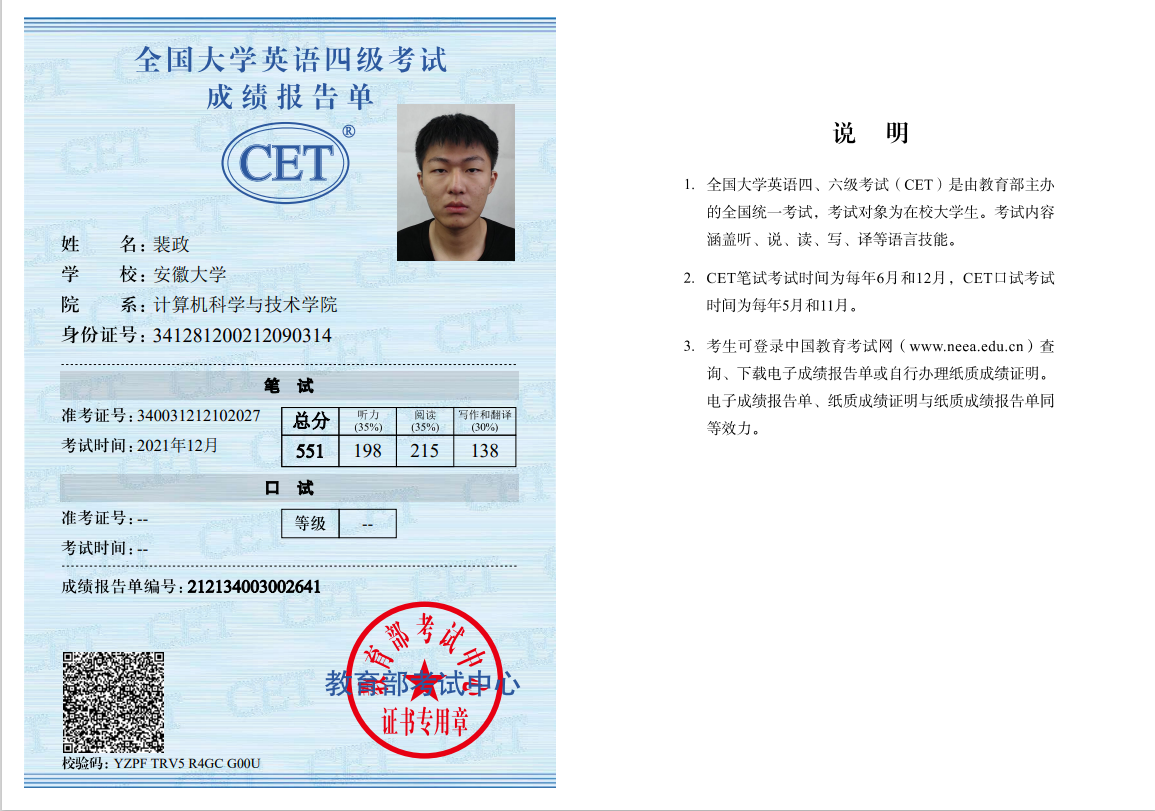 全国大学英语四级考试
成绩报告单
CET®
姓 名：裴政
学 校：安徽大学
院 系：计算机科学与技术学院
身份证号：341281200212090314
笔 试
准考证号：340031212102027
考试时间：2021年12月
总分 听力(35%) 阅读(35%) 写作和翻译(30%)
551 198 215 138
口 试
准考证号：--
考试时间：--
等级 --
成绩报告单编号：212134003002641
教育部考试中心
教育部考试中心
证书专用章
校验码：YZPF TRV5 R4GC G00U
说 明
1. 全国大学英语四、六级考试（CET）是由教育部主办
的全国统一考试，考试对象为在校大学生。考试内容
涵盖听、说、读、写、译等语言技能。
2. CET笔试考试时间为每年6月和12月，CET口试考试
时间为每年5月和11月。
3. 考生可登录中国教育考试网（www.neea.edu.cn）查
询、下载电子成绩报告单或自行办理纸质成绩证明。
电子成绩报告单、纸质成绩证明与纸质成绩报告单同
等效力。